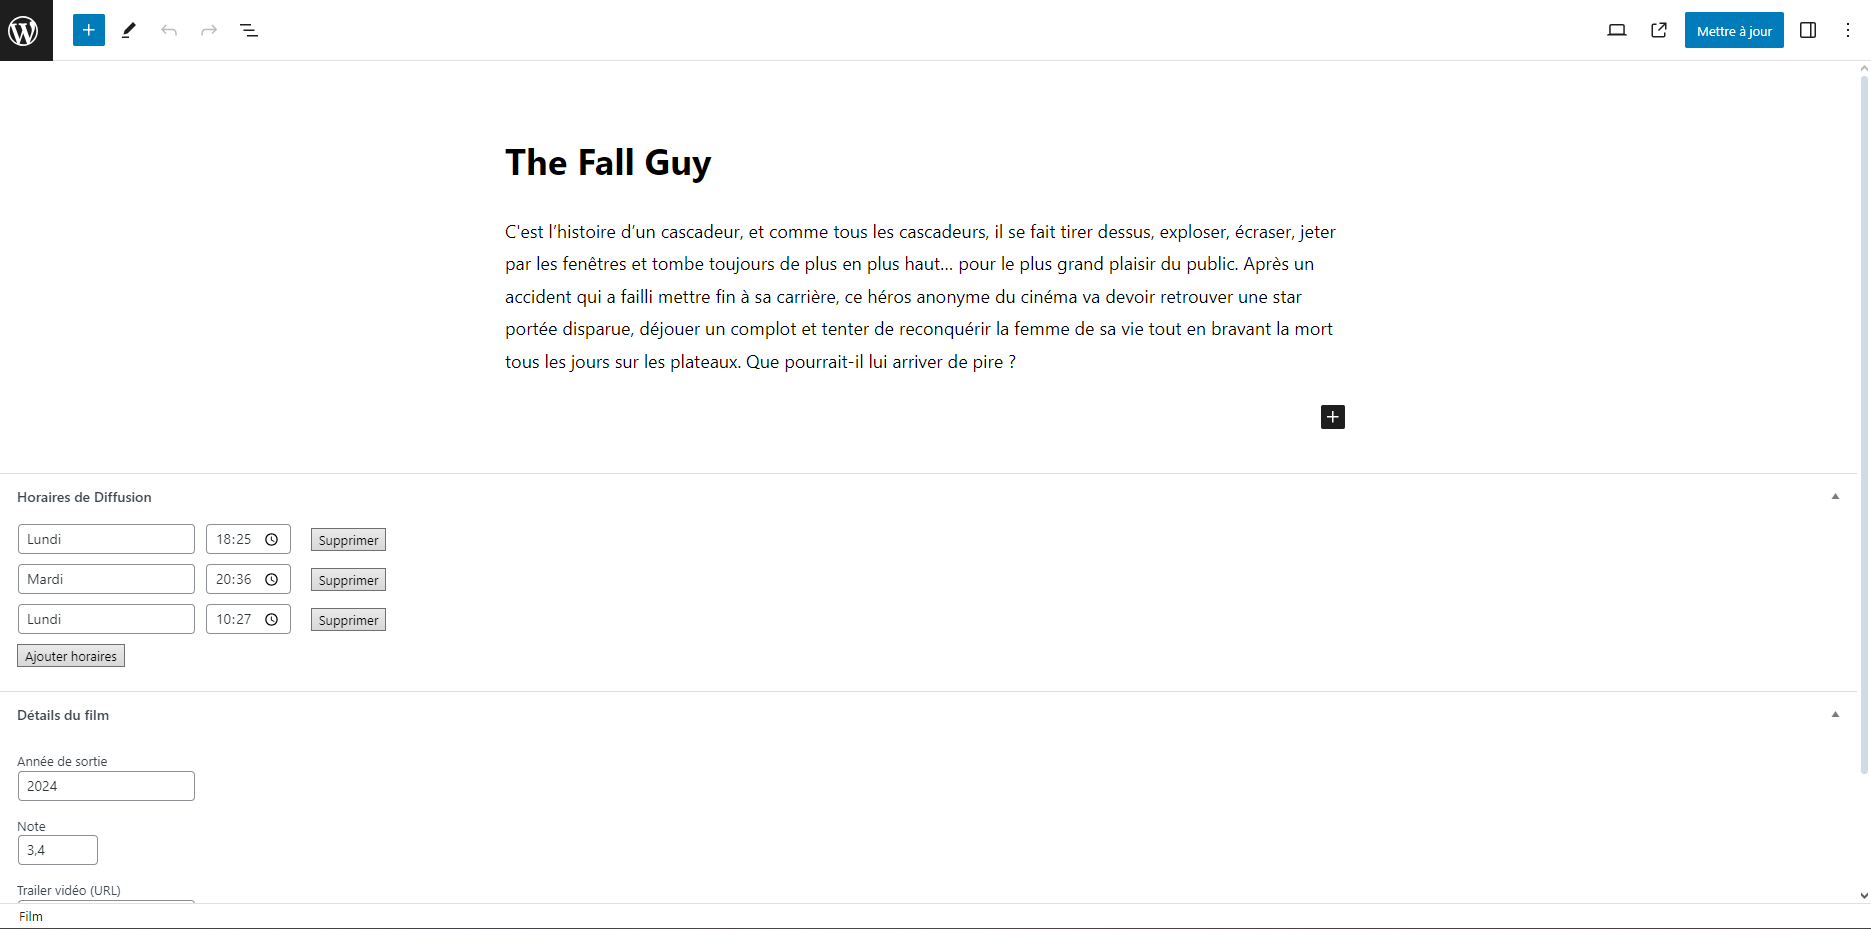 Mettre à jour
The Fall Guy
C'est l’histoire d’un cascadeur, et comme tous les cascadeurs, il se fait tirer dessus, exploser, écraser, jeter
par les fenêtres et tombe toujours de plus en plus haut… pour le plus grand plaisir du public. Après un
accident qui a failli mettre fin à sa carrière, ce héros anonyme du cinéma va devoir retrouver une star
portée disparue, déjouer un complot et tenter de reconquérir la femme de sa vie tout en bravant la mort
tous les jours sur les plateaux. Que pourrait-il lui arriver de pire ?
Horaires de Diffusion
Lundi 18:25 Supprimer
Mardi 20:36 Supprimer
Lundi 10:27 Supprimer
Ajouter horaires
Détails du film
Année de sortie
2024
Note
3,4
Trailer vidéo (URL)
Film